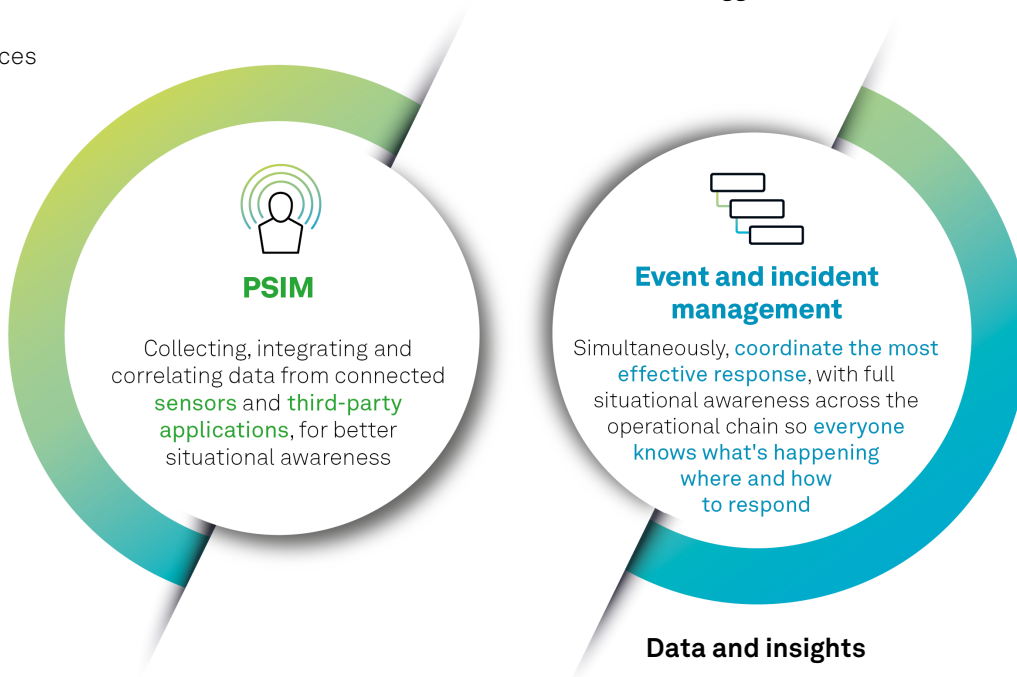 PSIM
Collecting, integrating and
correlating data from connected
sensors and third-party
applications, for better
situational awareness
Event and incident
management
Simultaneously, coordinate the most
effective response, with full
situational awareness across the
operational chain so everyone
knows what's happening
where and how
to respond
Data and insights